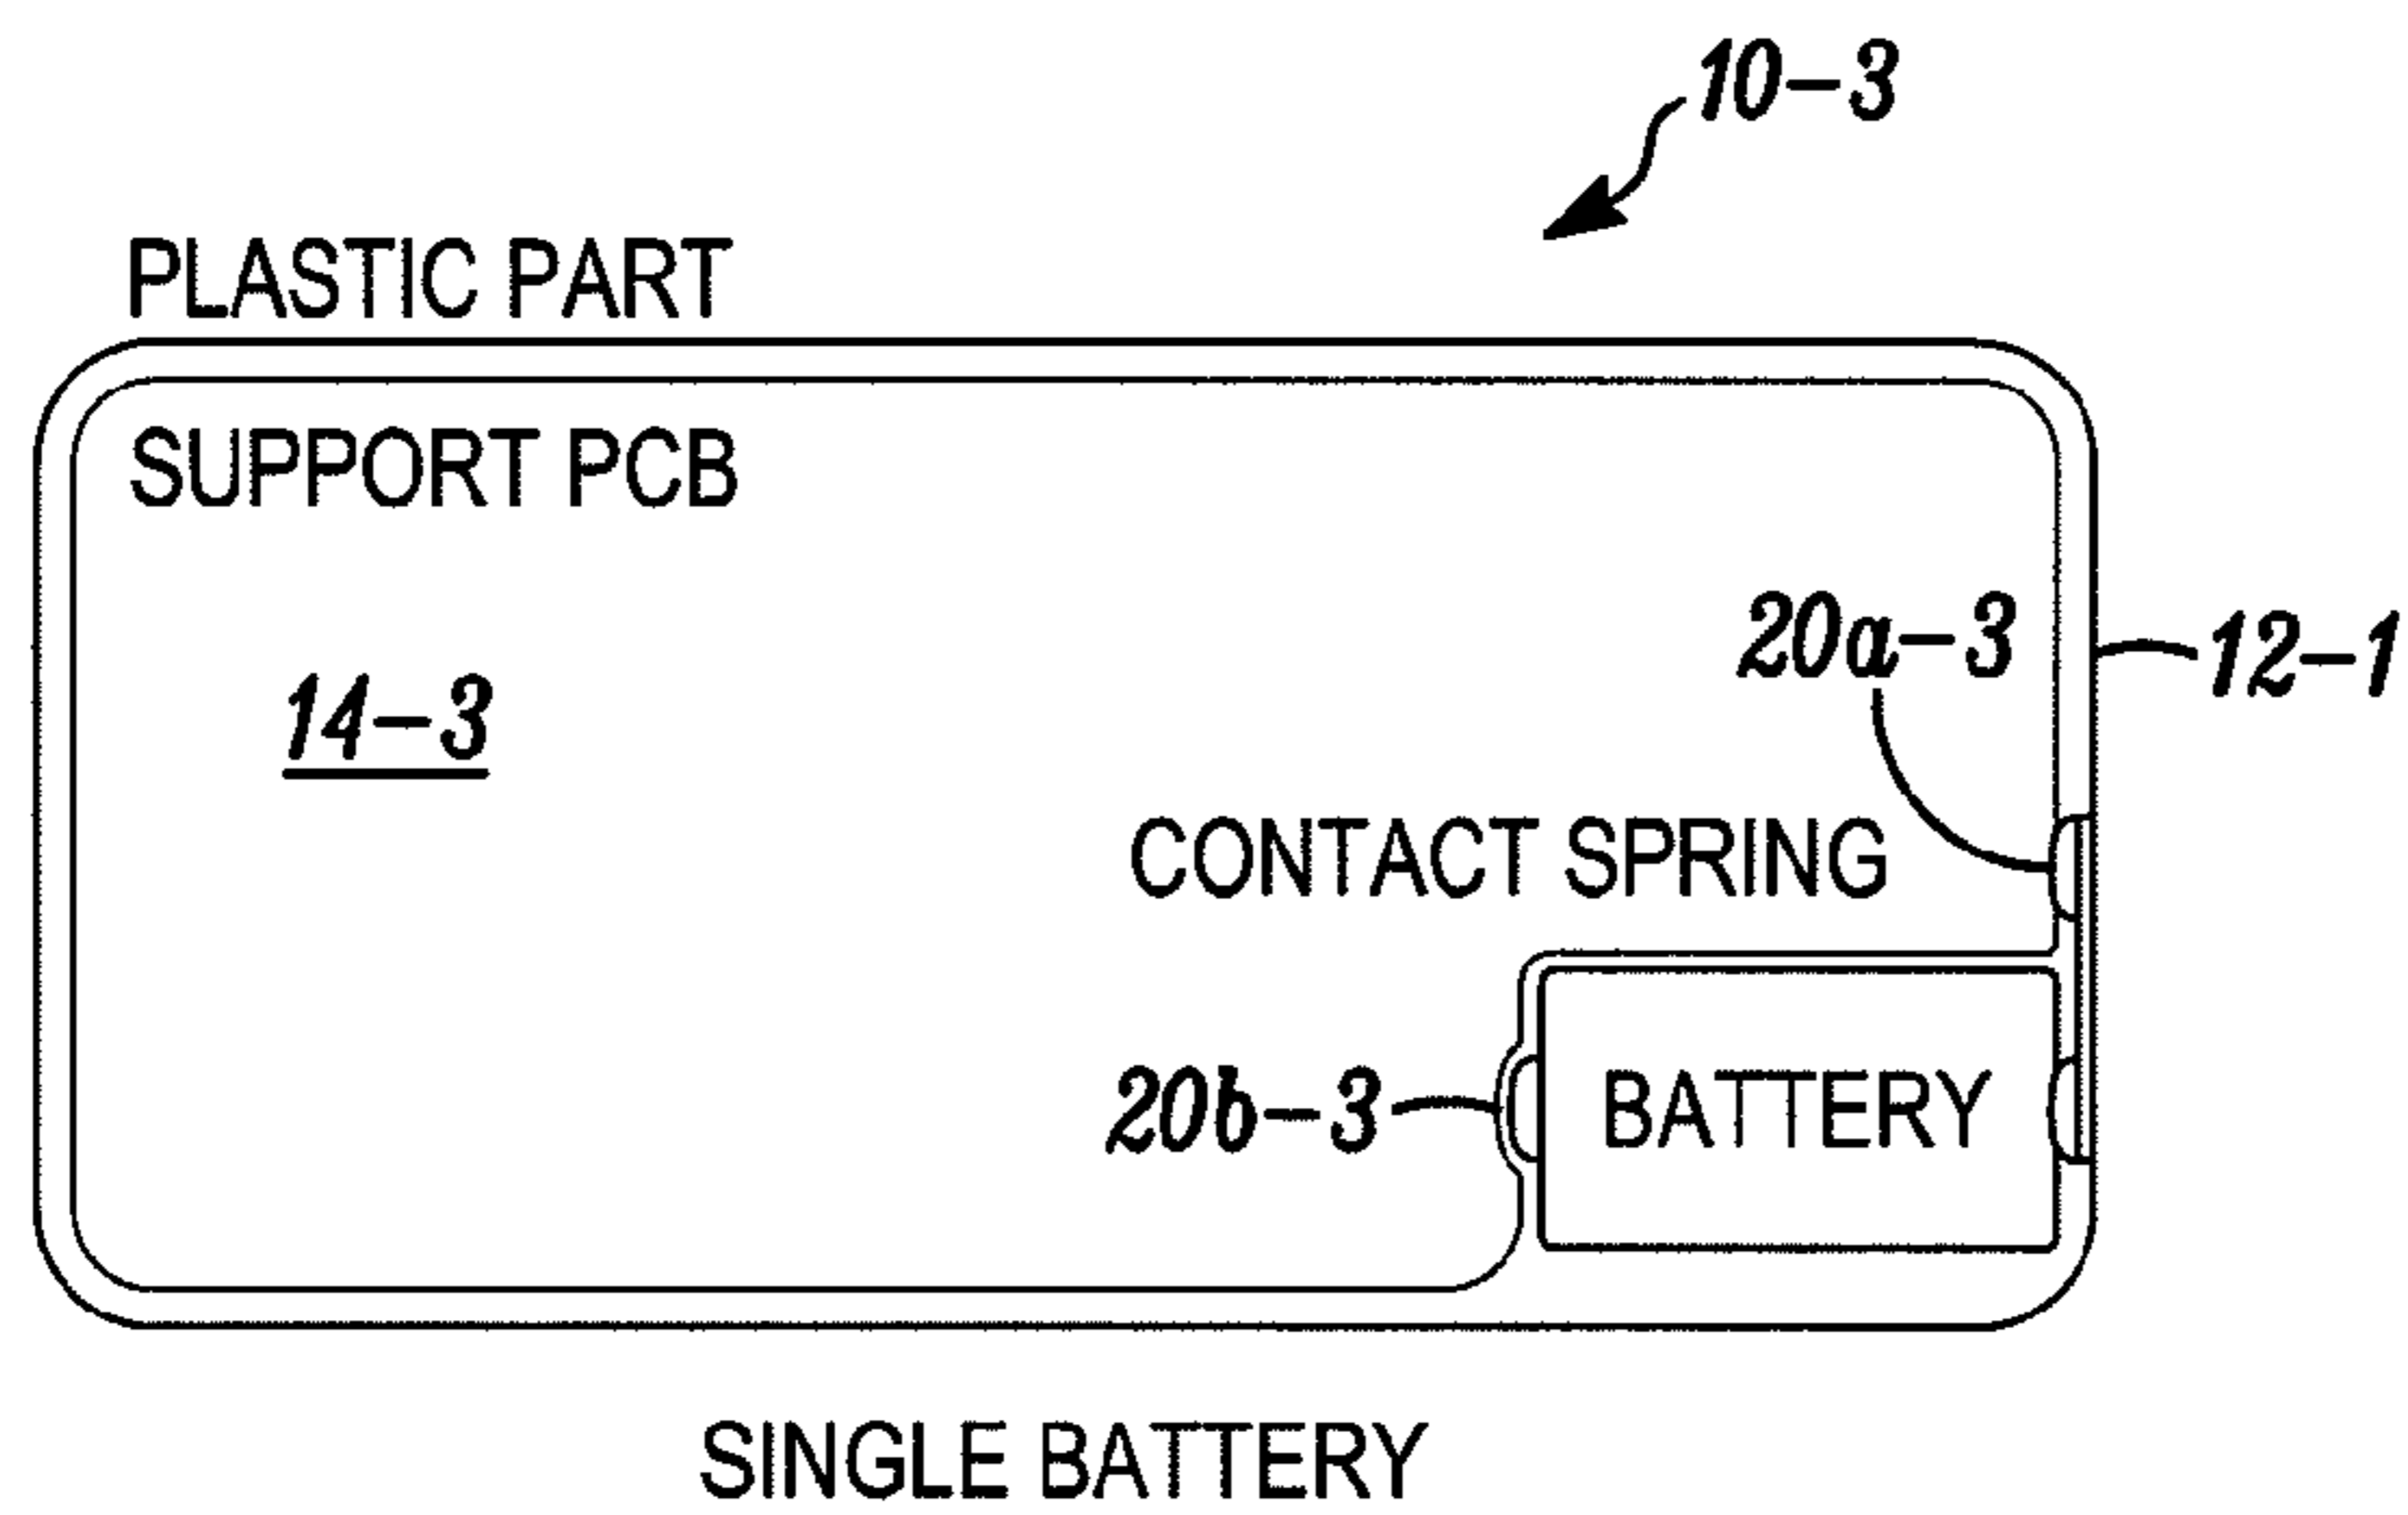 10-3
PLASTIC PART
SUPPORT PCB
20a-3
12-1
14-3
CONTACT SPRING
20b-3
BATTERY
SINGLE BATTERY